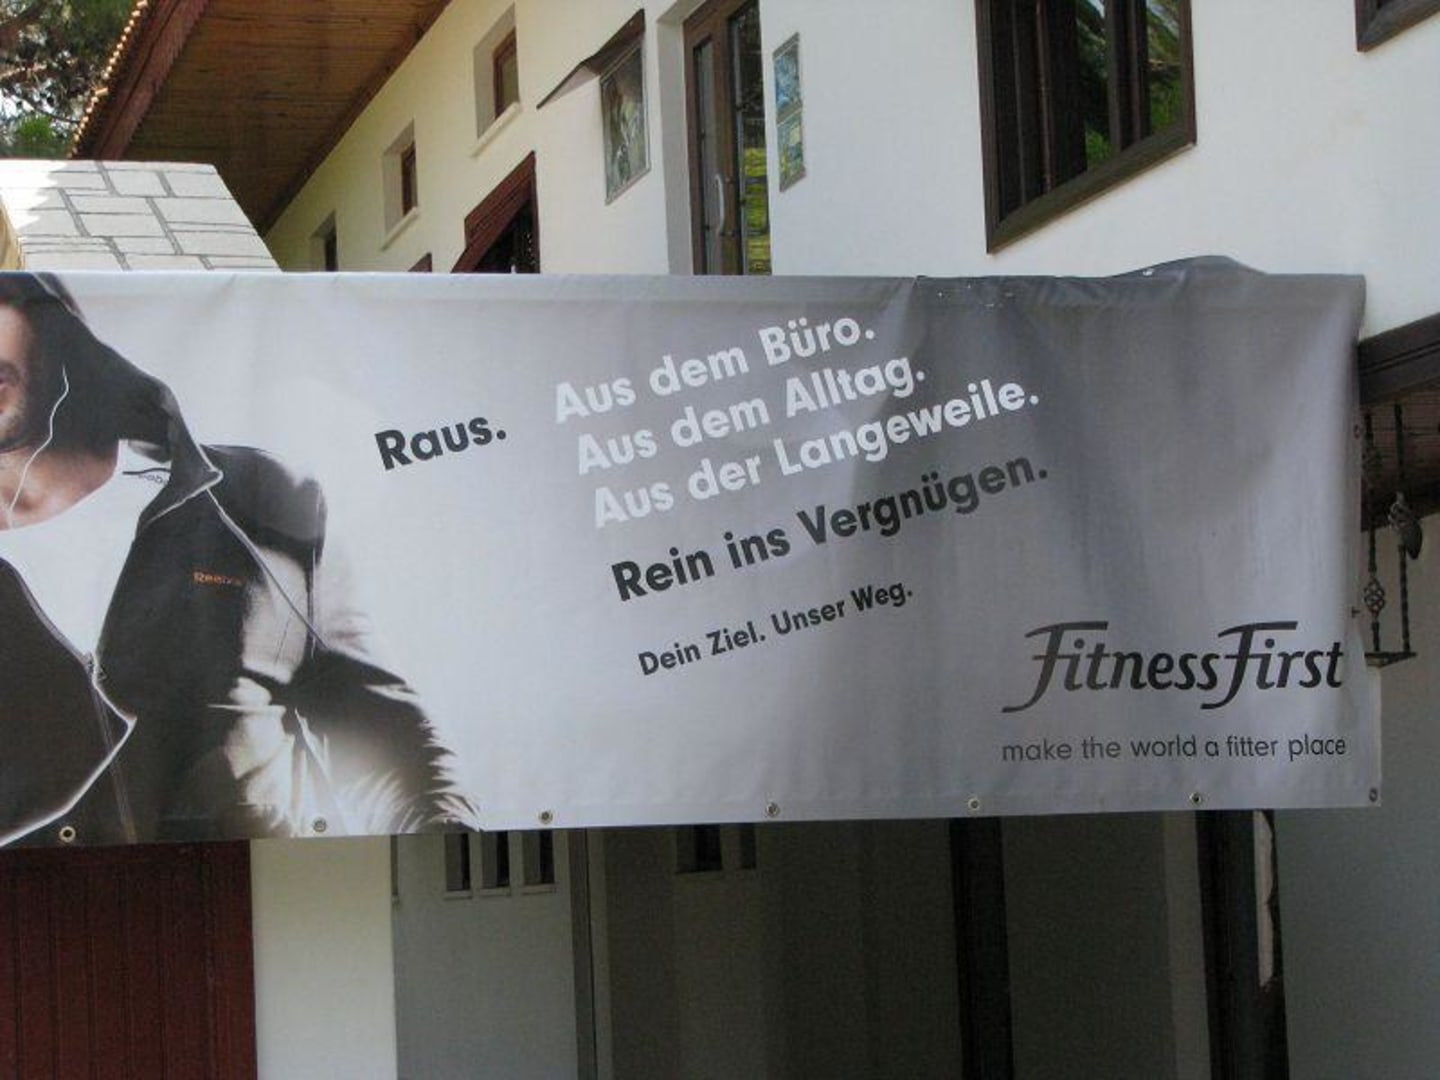 Raus.
Aus dem Büro.
Aus dem Alltag.
Aus der Langeweile.
Rein ins Vergnügen.
Dein Ziel. Unser Weg.
Reebok
FitnessFirst
make the world a fitter place